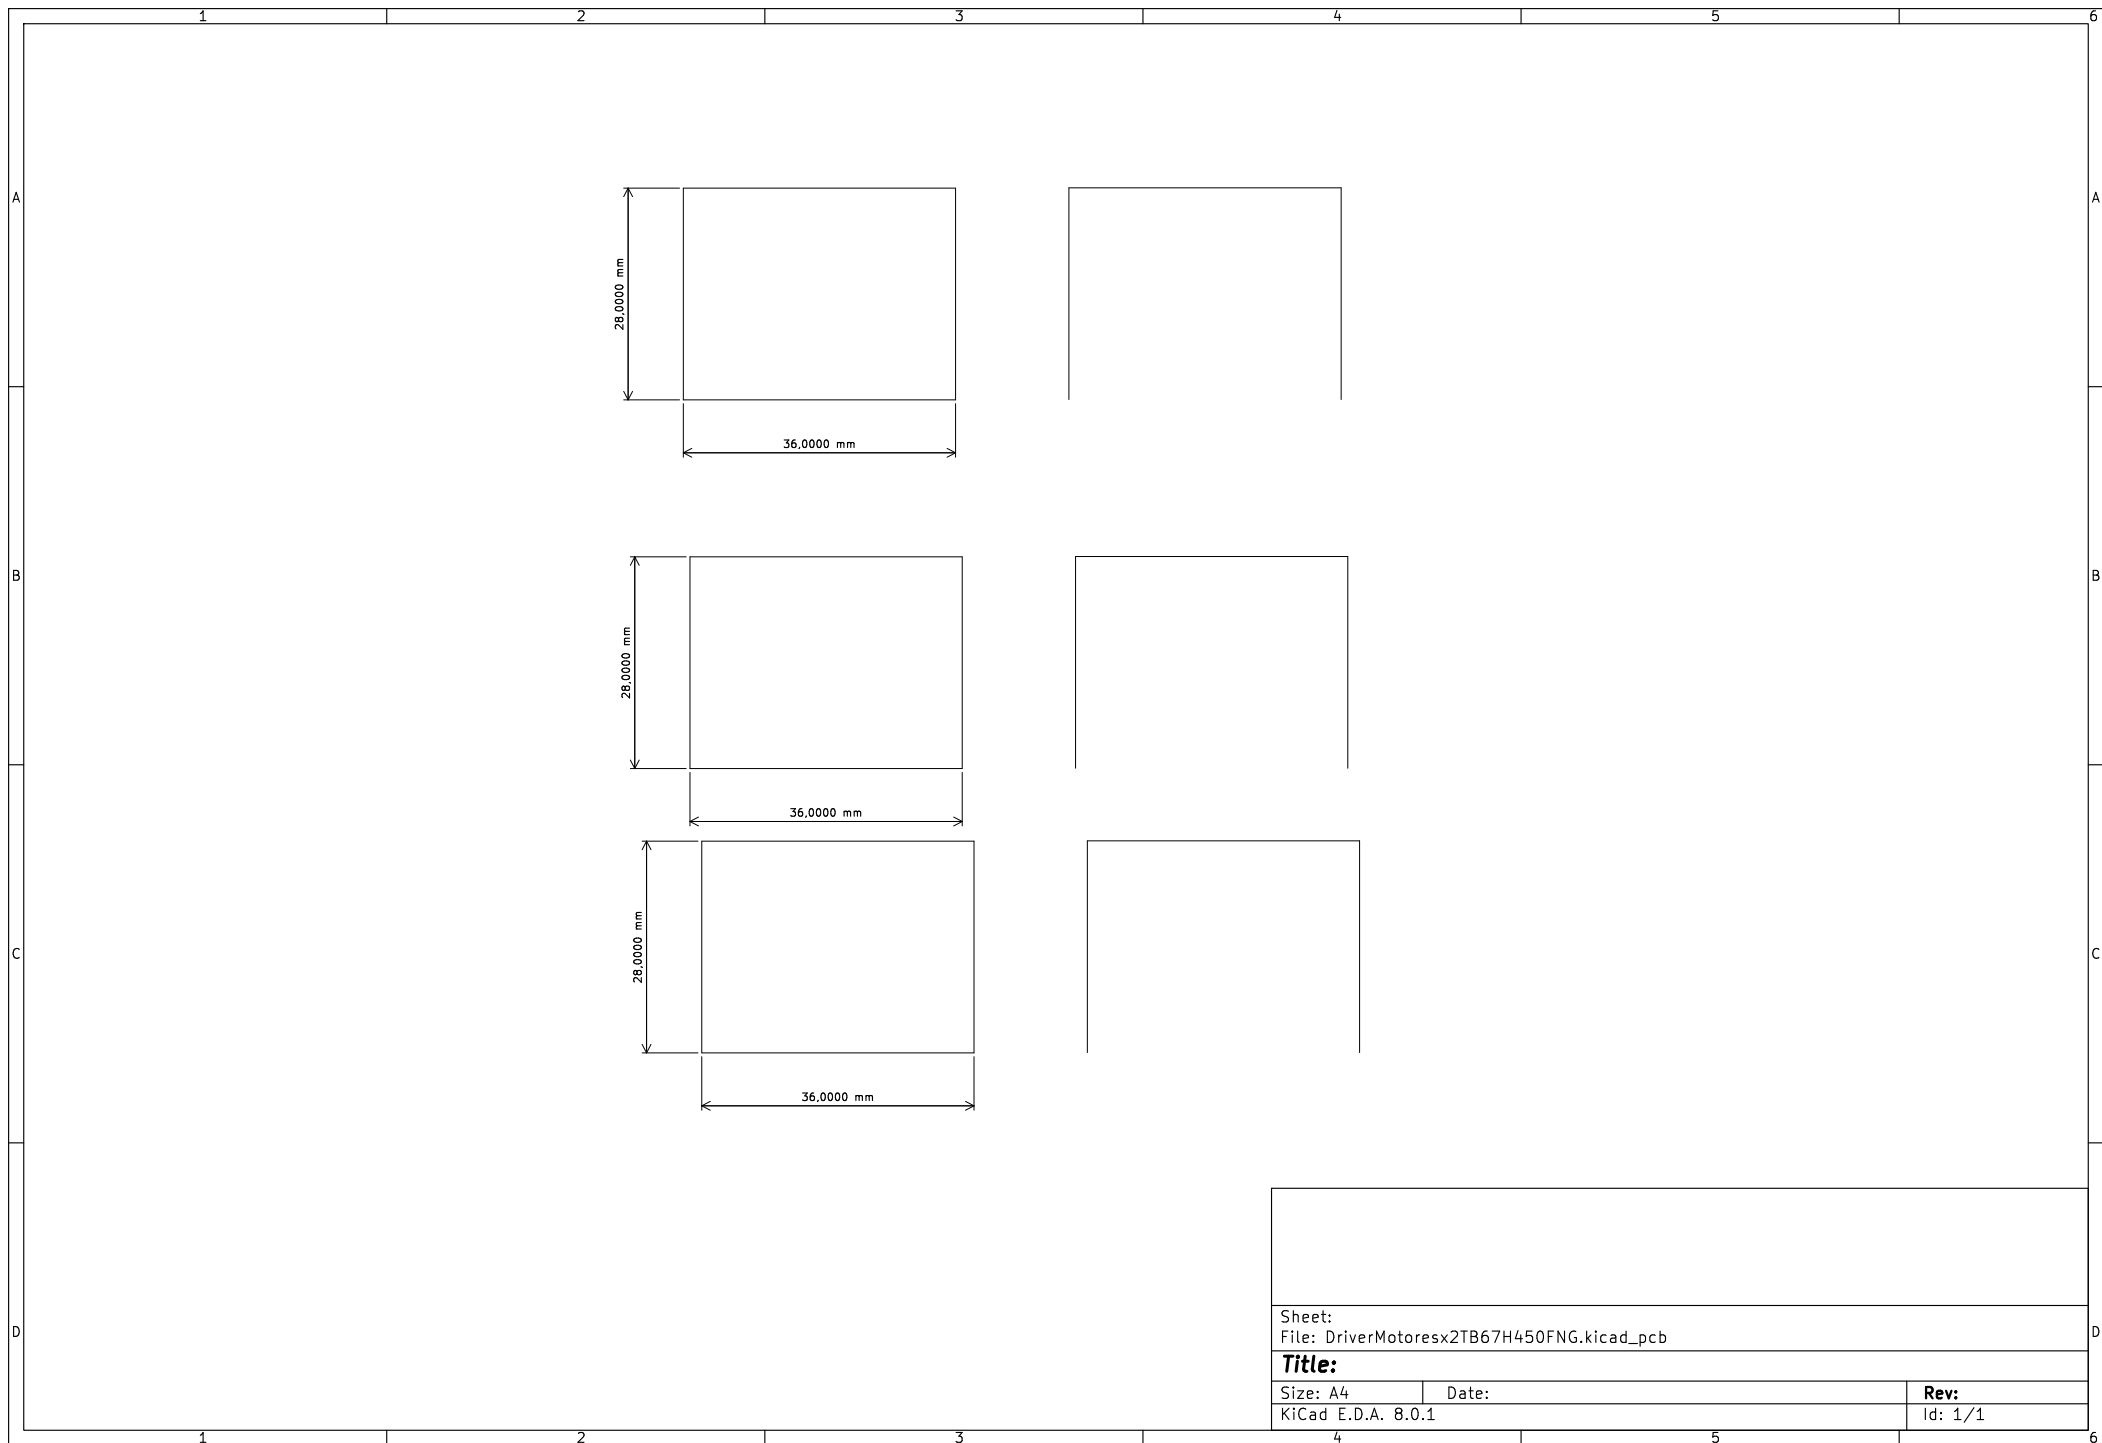 1 2 3 4 5 6
A A
28,0000 mm
36,0000 mm
B B
28,0000 mm
36,0000 mm
C C
28,0000 mm
36,0000 mm
D D
Sheet:
File: DriverMotoresx2TB67H450FNG.kicad_pcb
Title:
Size: A4 Date: Rev:
KiCad E.D.A. 8.0.1 Id: 1/1
1 2 3 4 5 6